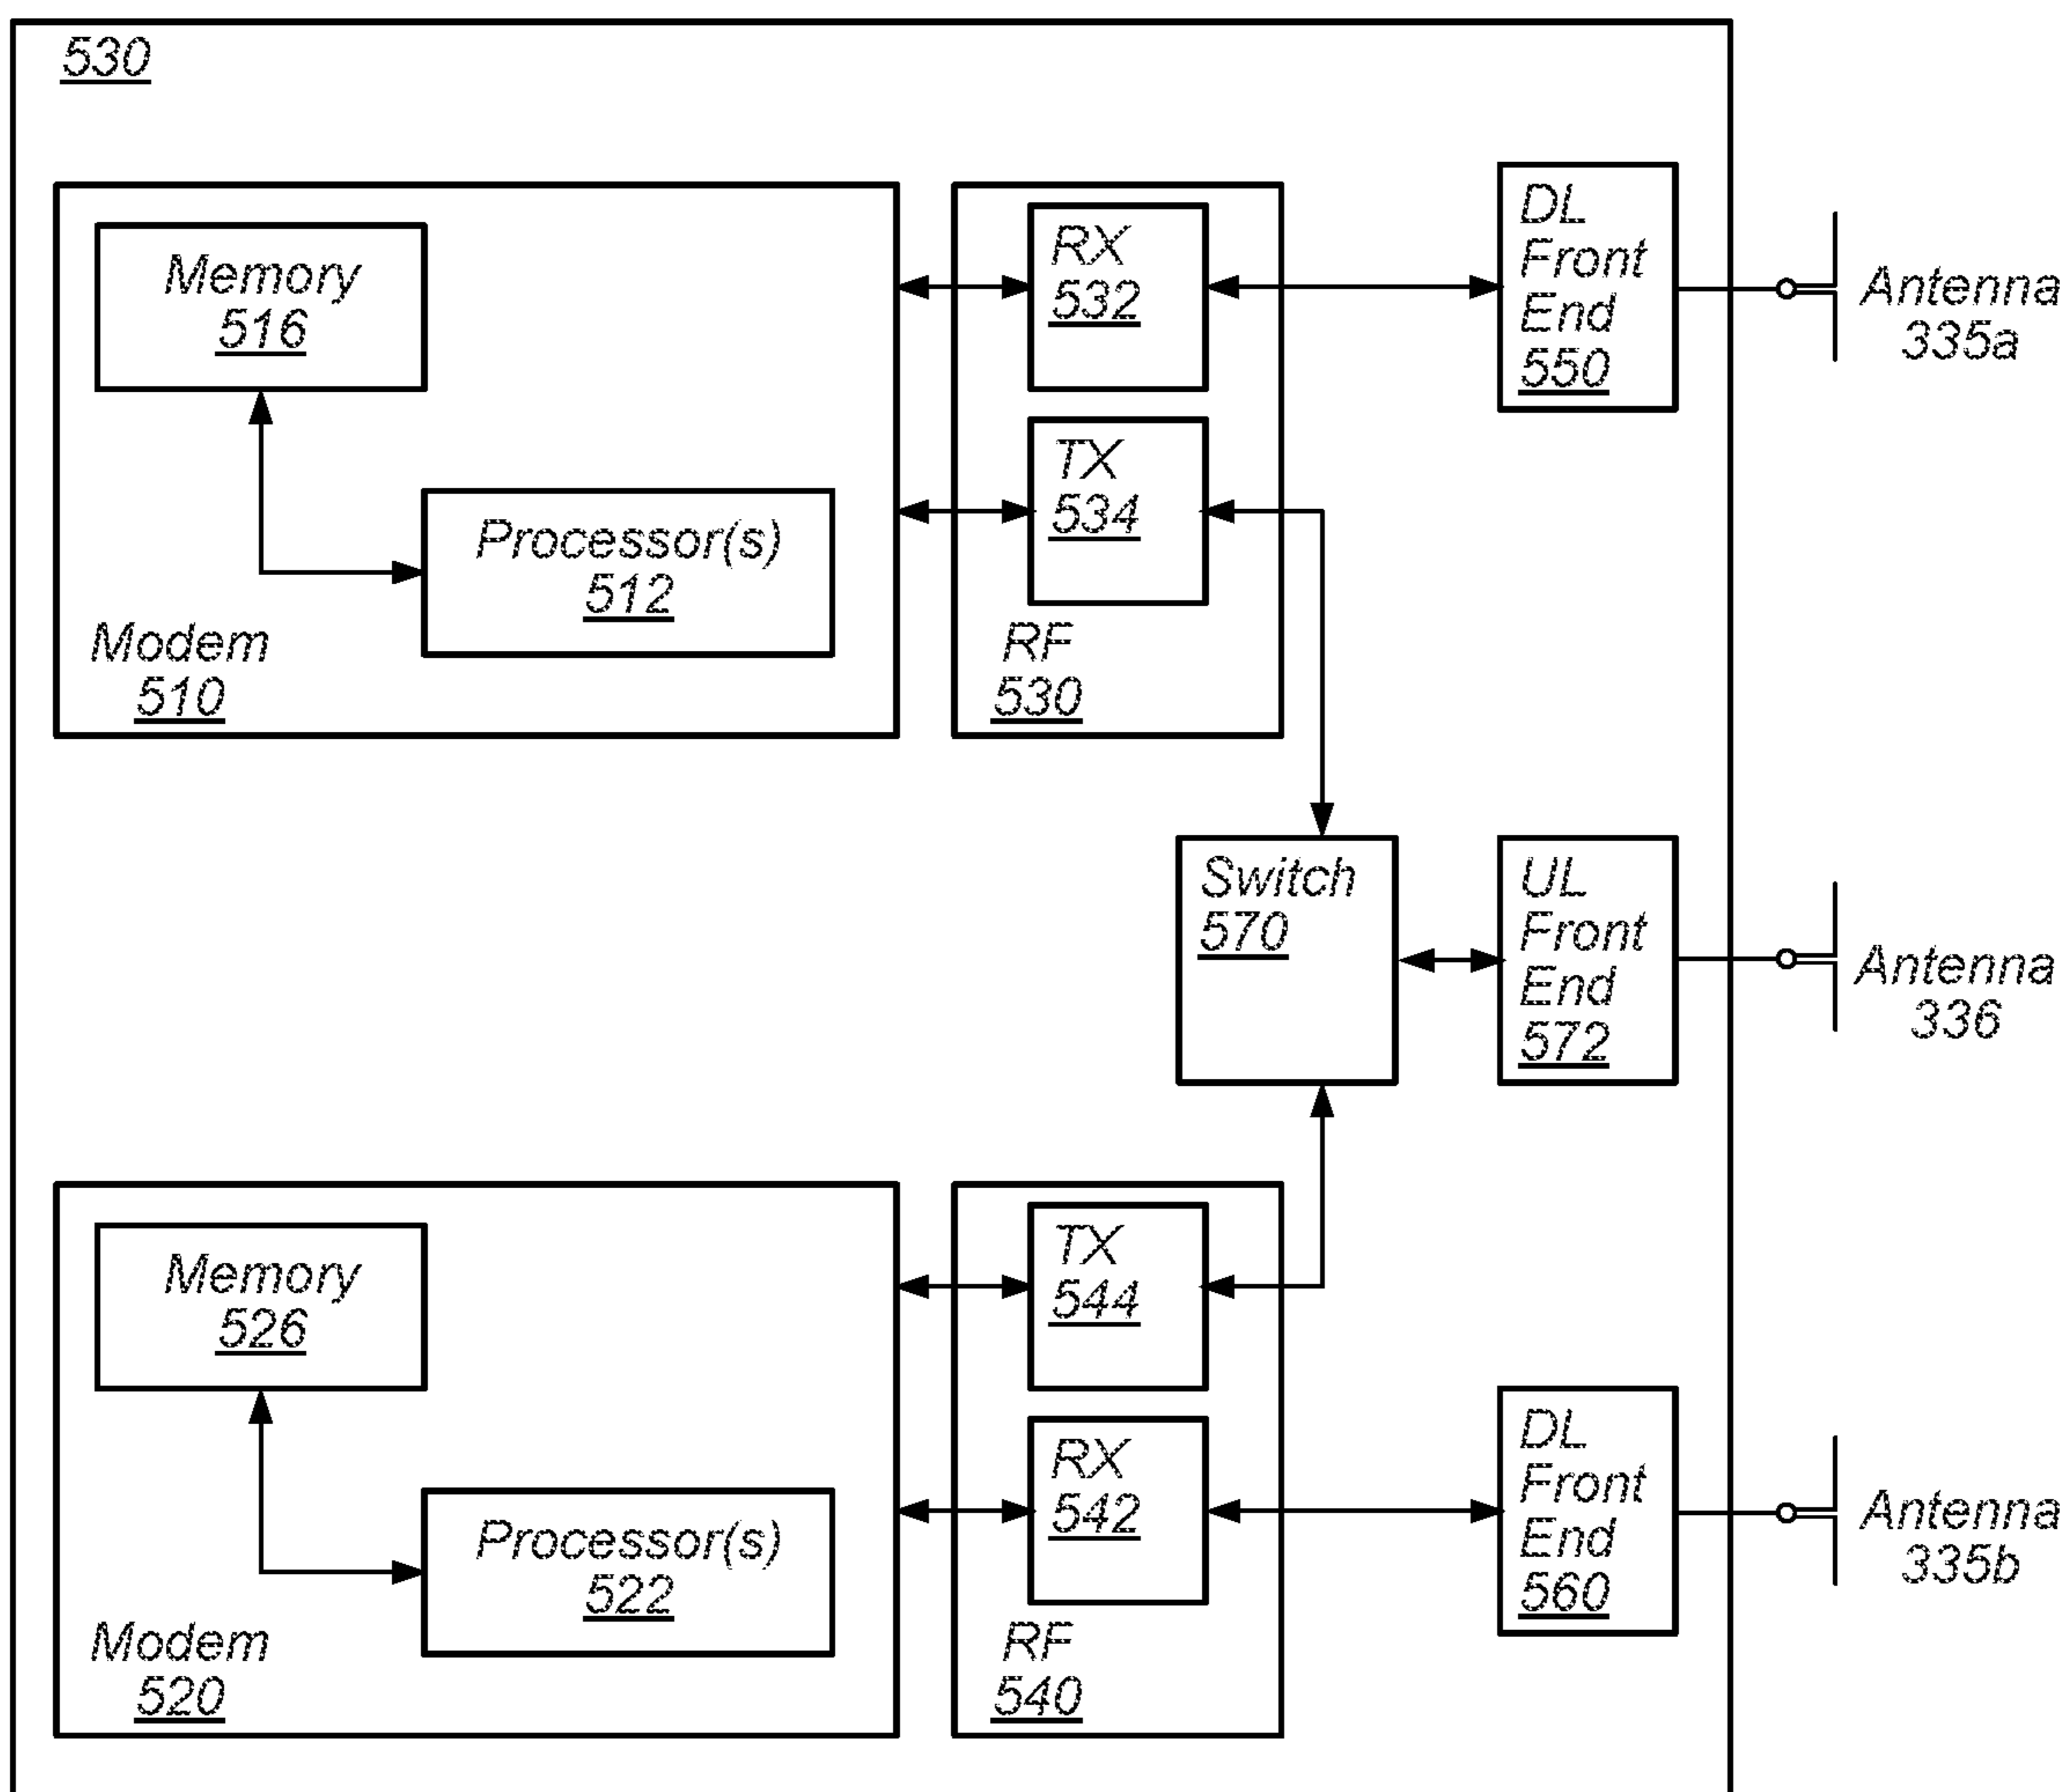 530
Memory
516
Processor(s)
512
Modem
510
RX
532
TX
534
RF
530
DL
Front
End
550
Antenna
335a
Switch
570
UL
Front
End
572
Antenna
336
Memory
526
Processor(s)
522
Modem
520
TX
544
RX
542
RF
540
DL
Front
End
560
Antenna
335b